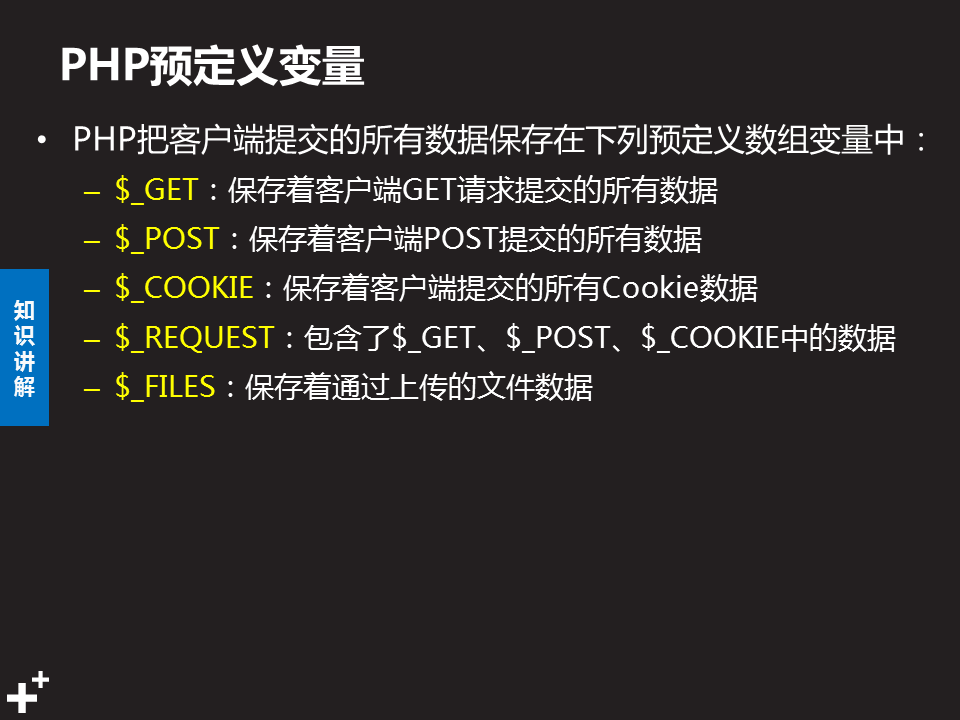 PHP预定义变量
• PHP把客户端提交的所有数据保存在下列预定义数组变量中：
– $_GET：保存着客户端GET请求提交的所有数据
– $_POST：保存着客户端POST提交的所有数据
– $_COOKIE：保存着客户端提交的所有Cookie数据
– $_REQUEST：包含了$_GET、$_POST、$_COOKIE中的数据
– $_FILES：保存着通过上传的文件数据
知
识
讲
解